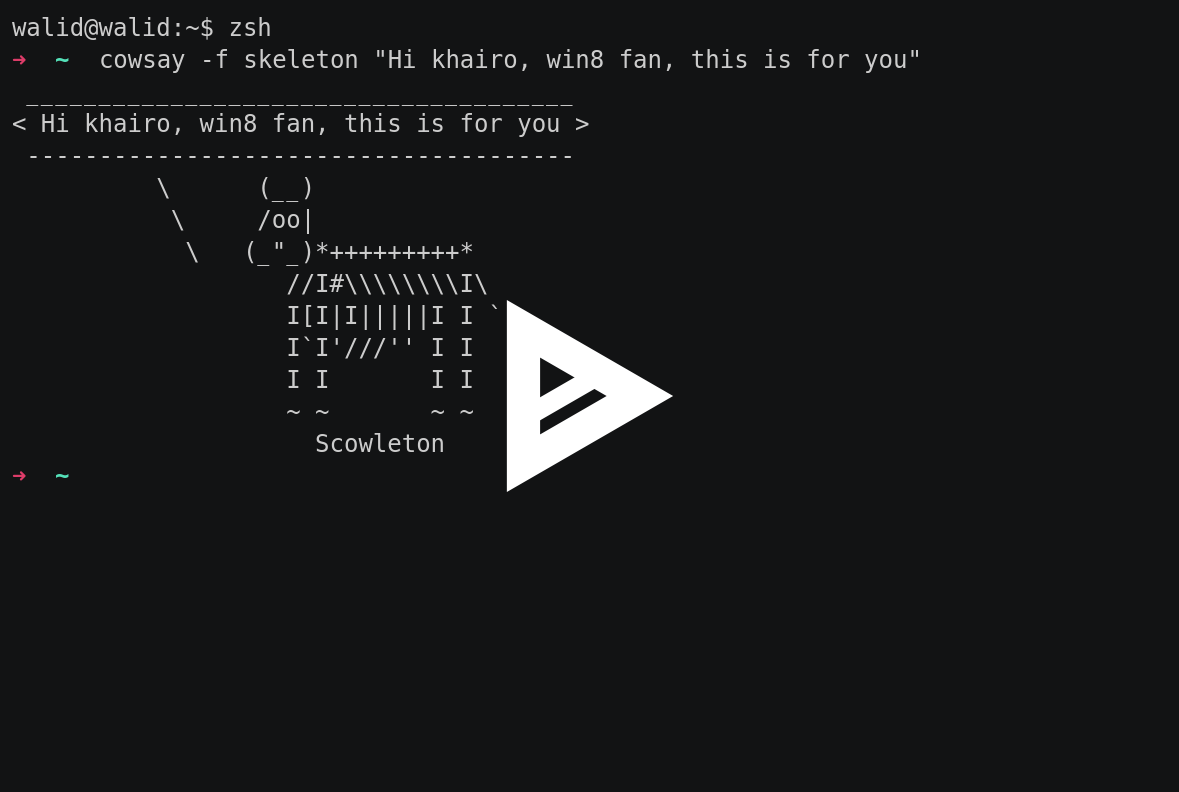 walid@walid:~$ zsh
➜  ~  cowsay -f skeleton "Hi khairo, win8 fan, this is for you"
 ______________________________________
< Hi khairo, win8 fan, this is for you >
 --------------------------------------
          \      (__)
           \     /oo|
            \   (_"_)*+++++++++*
                   //I#\\\\\\\\I\
                   I[I|I|||||I I `
                   I`I'///'' I I
                   I I       I I
                   ~ ~       ~ ~
                     Scowleton
➜  ~